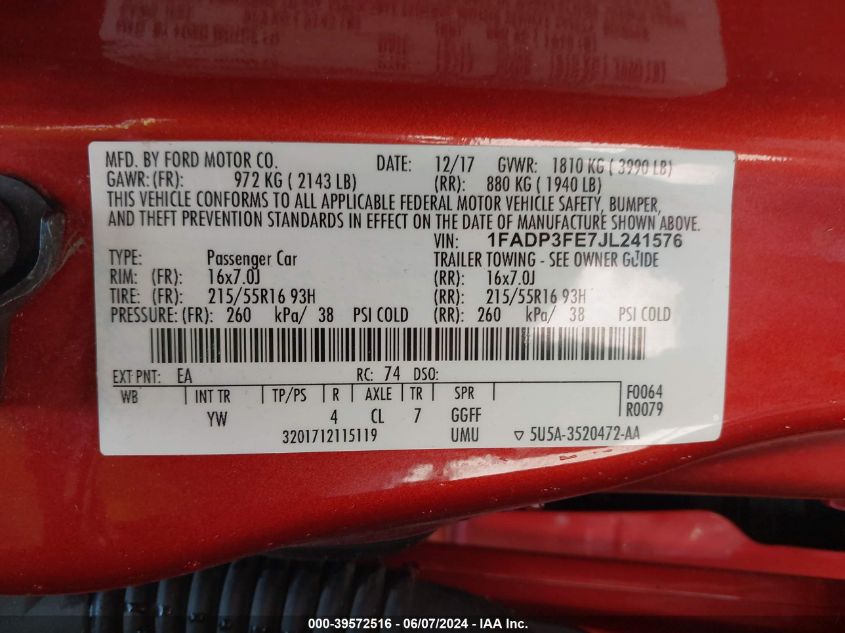 MFD. BY FORD MOTOR CO. DATE: 12/17 GVWR: 1810 KG ( 3990 LB)
GAWR: (FR): 972 KG ( 2143 LB) (RR): 880 KG ( 1940 LB)
THIS VEHICLE CONFORMS TO ALL APPLICABLE FEDERAL MOTOR VEHICLE SAFETY, BUMPER,
AND THEFT PREVENTION STANDARDS IN EFFECT ON THE DATE OF MANUFACTURE SHOWN ABOVE.
VIN: 1FADP3FE7JL241576
TYPE: Passenger Car TRAILER TOWING - SEE OWNER GUIDE
RIM: (FR): 16x7.0J (RR): 16x7.0J
TIRE: (FR): 215/55R16 93H (RR): 215/55R16 93H
PRESSURE: (FR): 260 kPa/ 38 PSI COLD (RR): 260 kPa/ 38 PSI COLD
EXT PNT: EA RC: 74 DSO:
WB INT TR TP/PS R AXLE TR SPR F0064
YW 4 CL 7 GGFF R0079
3201712115119 UMU ▽ 5U5A-3520472-AA
000-39572516 - 06/07/2024 - IAA Inc.